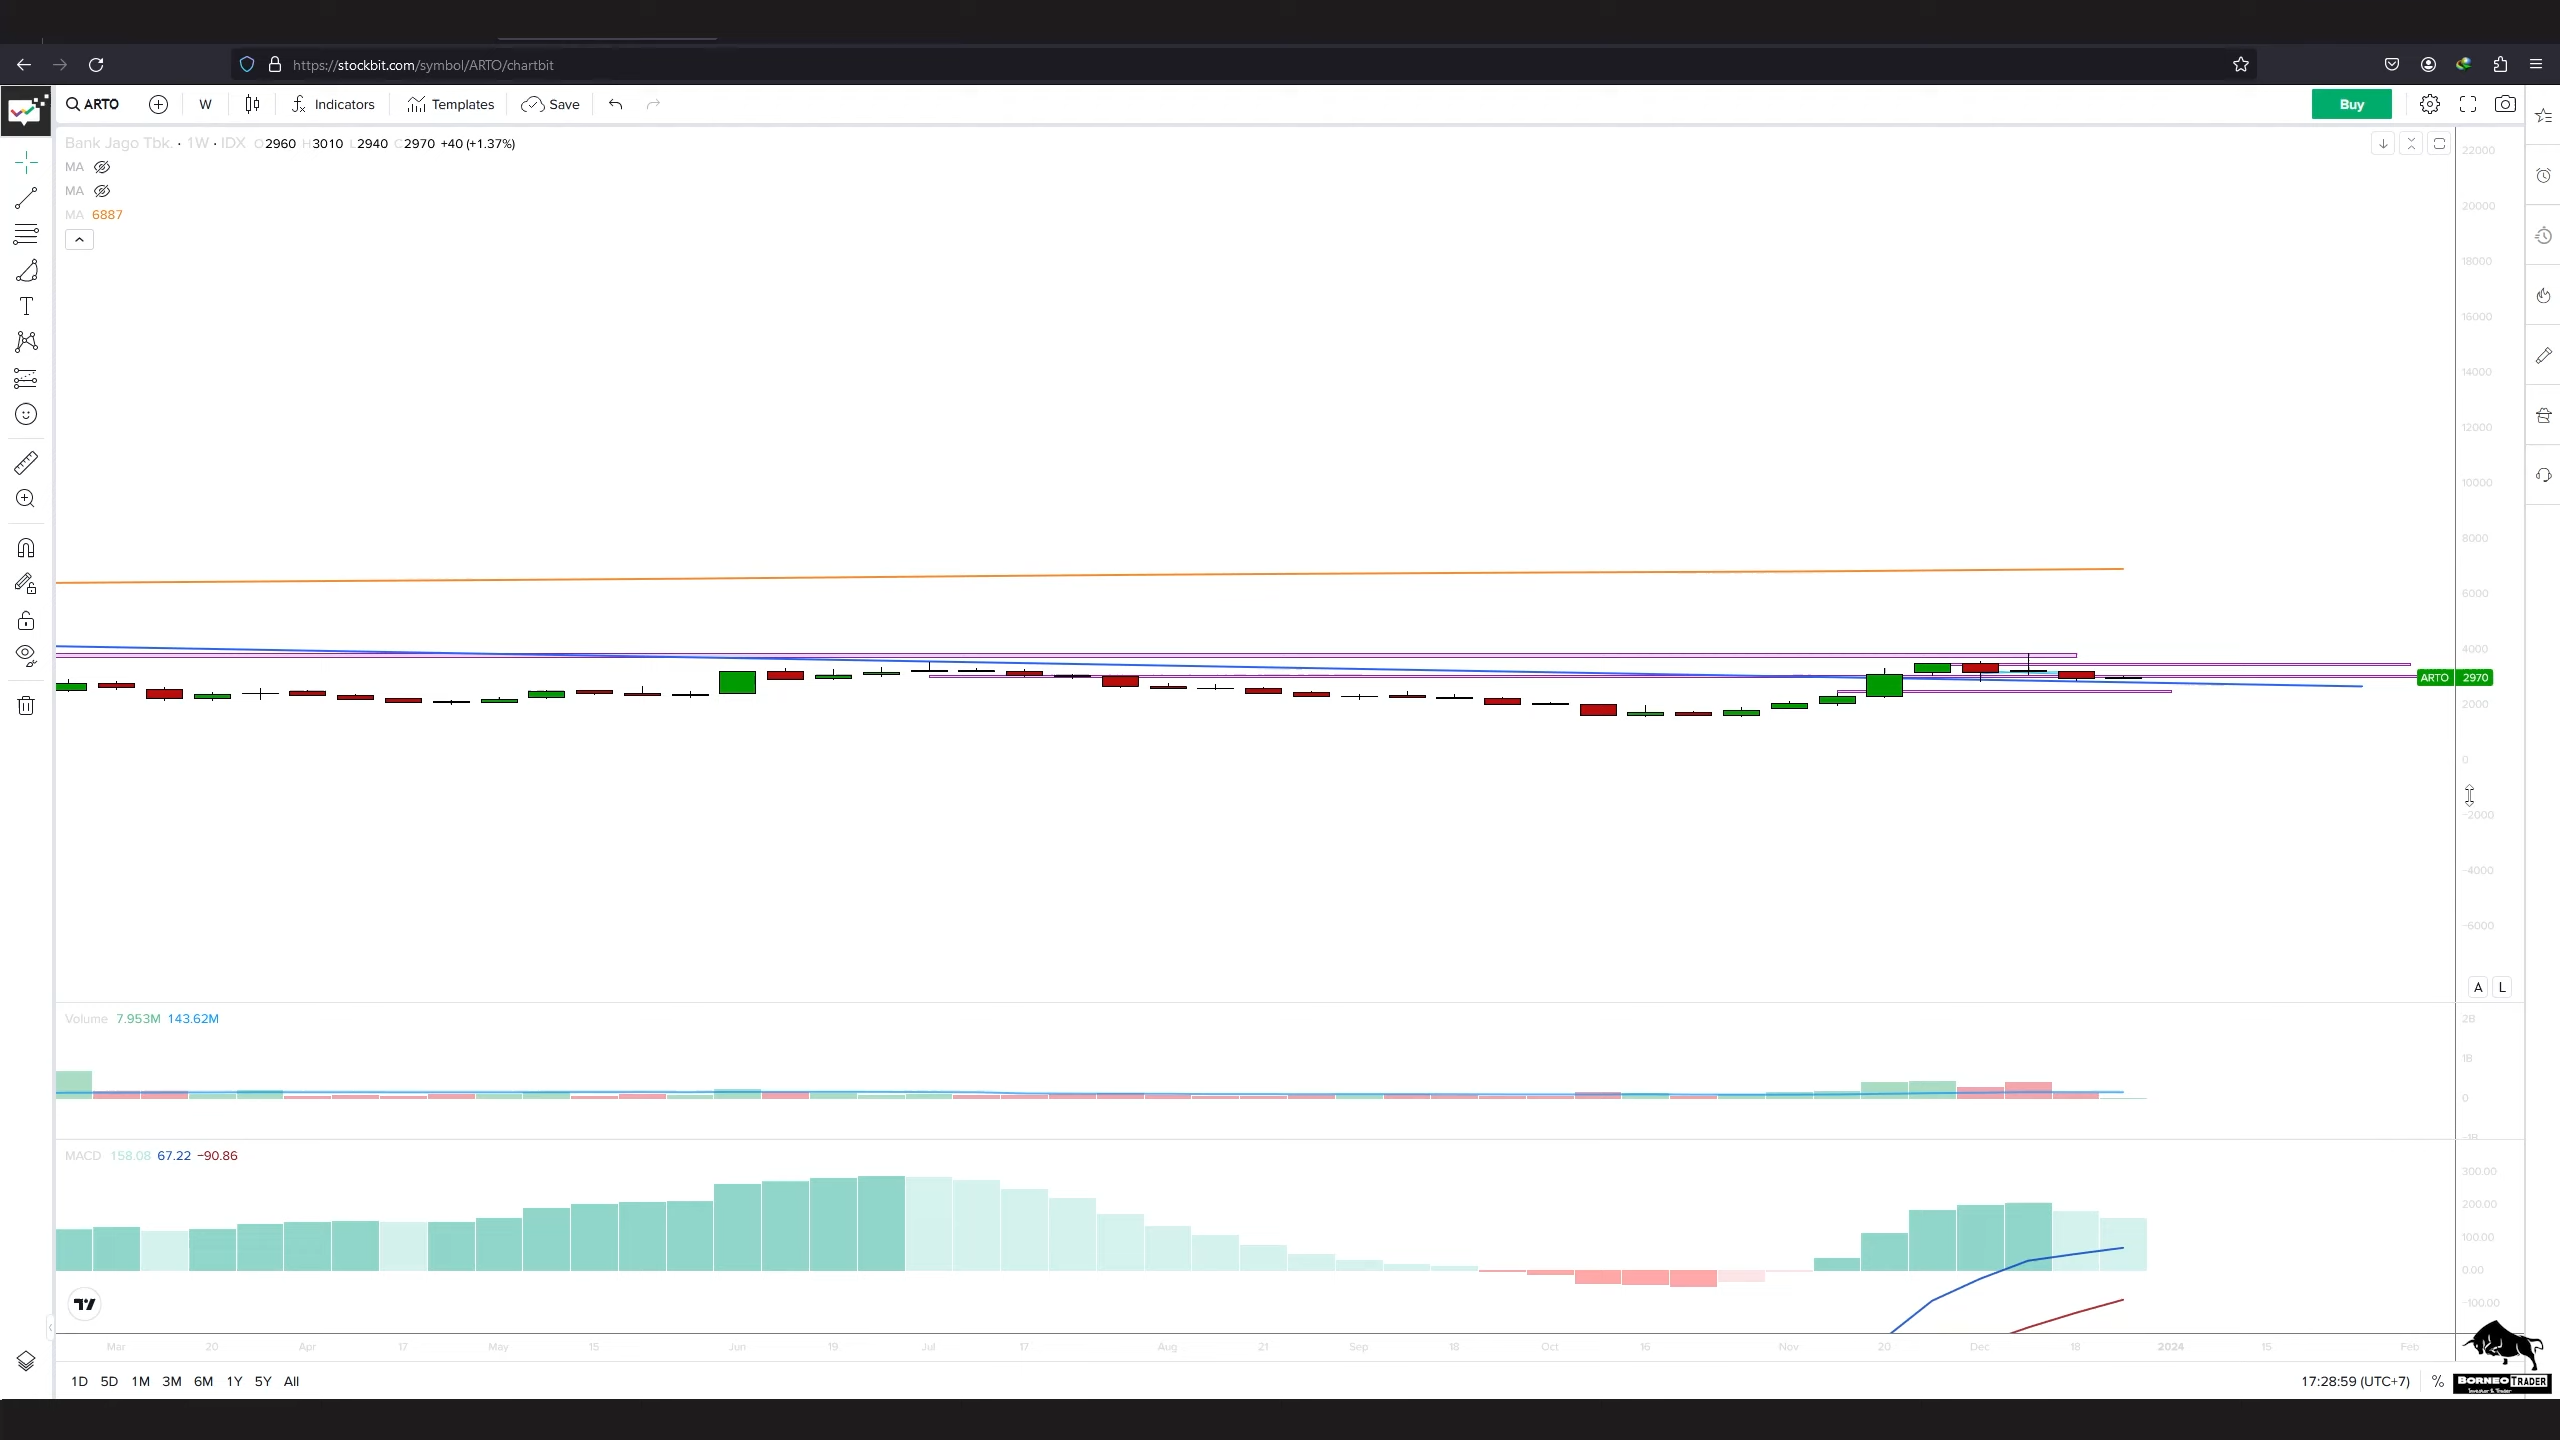 https://stockbit.com/symbol/ARTO/chartbit
ARTO W Indicators Templates Save Buy
Bank Jago Tbk. · 1W · IDX O2960 H3010 L2940 C2970 +40 (+1.37%)
MA
MA
MA 6887
22000
20000
18000
16000
14000
12000
10000
8000
6000
4000
ARTO 2970
2000
0
−2000
−4000
−6000
A L
Volume 7.953M 143.62M
2B
1B
0
−1B
MACD 158.08 67.22 −90.86
300.00
200.00
100.00
0.00
−100.00
Mar 20 Apr 17 May 15 Jun 19 Jul 17 Aug 21 Sep 18 Oct 16 Nov 20 Dec 18 2024 15 Feb
1D 5D 1M 3M 6M 1Y 5Y All
17:28:59 (UTC+7) %
BORNEO TRADER
Investor & Trader